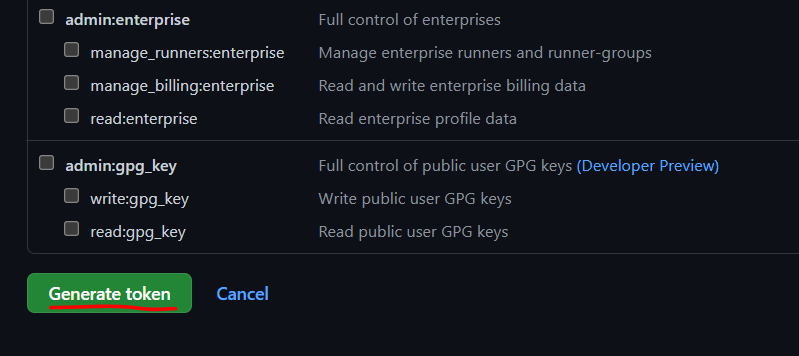 admin:enterprise Full control of enterprises
manage_runners:enterprise Manage enterprise runners and runner-groups
manage_billing:enterprise Read and write enterprise billing data
read:enterprise Read enterprise profile data
admin:gpg_key Full control of public user GPG keys (Developer Preview)
write:gpg_key Write public user GPG keys
read:gpg_key Read public user GPG keys
Generate token Cancel